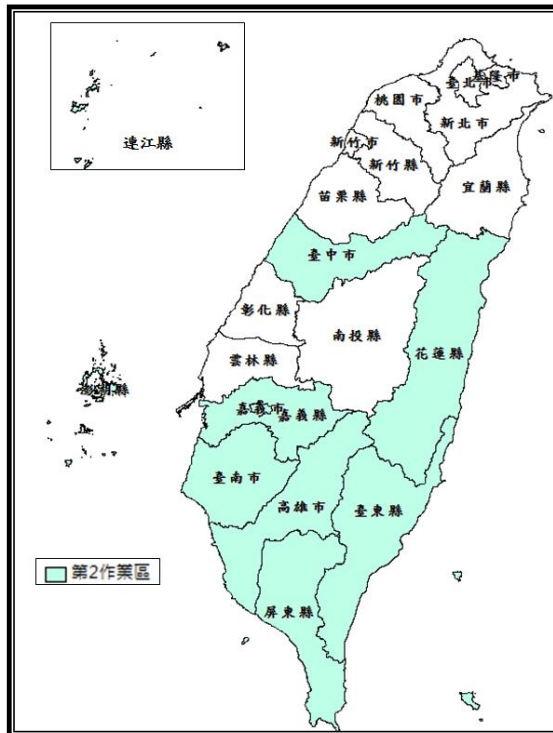 連江縣
基隆市
臺北市
桃園市
新北市
新竹市
新竹縣
宜蘭縣
苗栗縣
臺中市
彰化縣
南投縣
花蓮縣
雲林縣
澎湖縣
嘉義市
嘉義縣
臺南市
高雄市
臺東縣
第2作業區
屏東縣